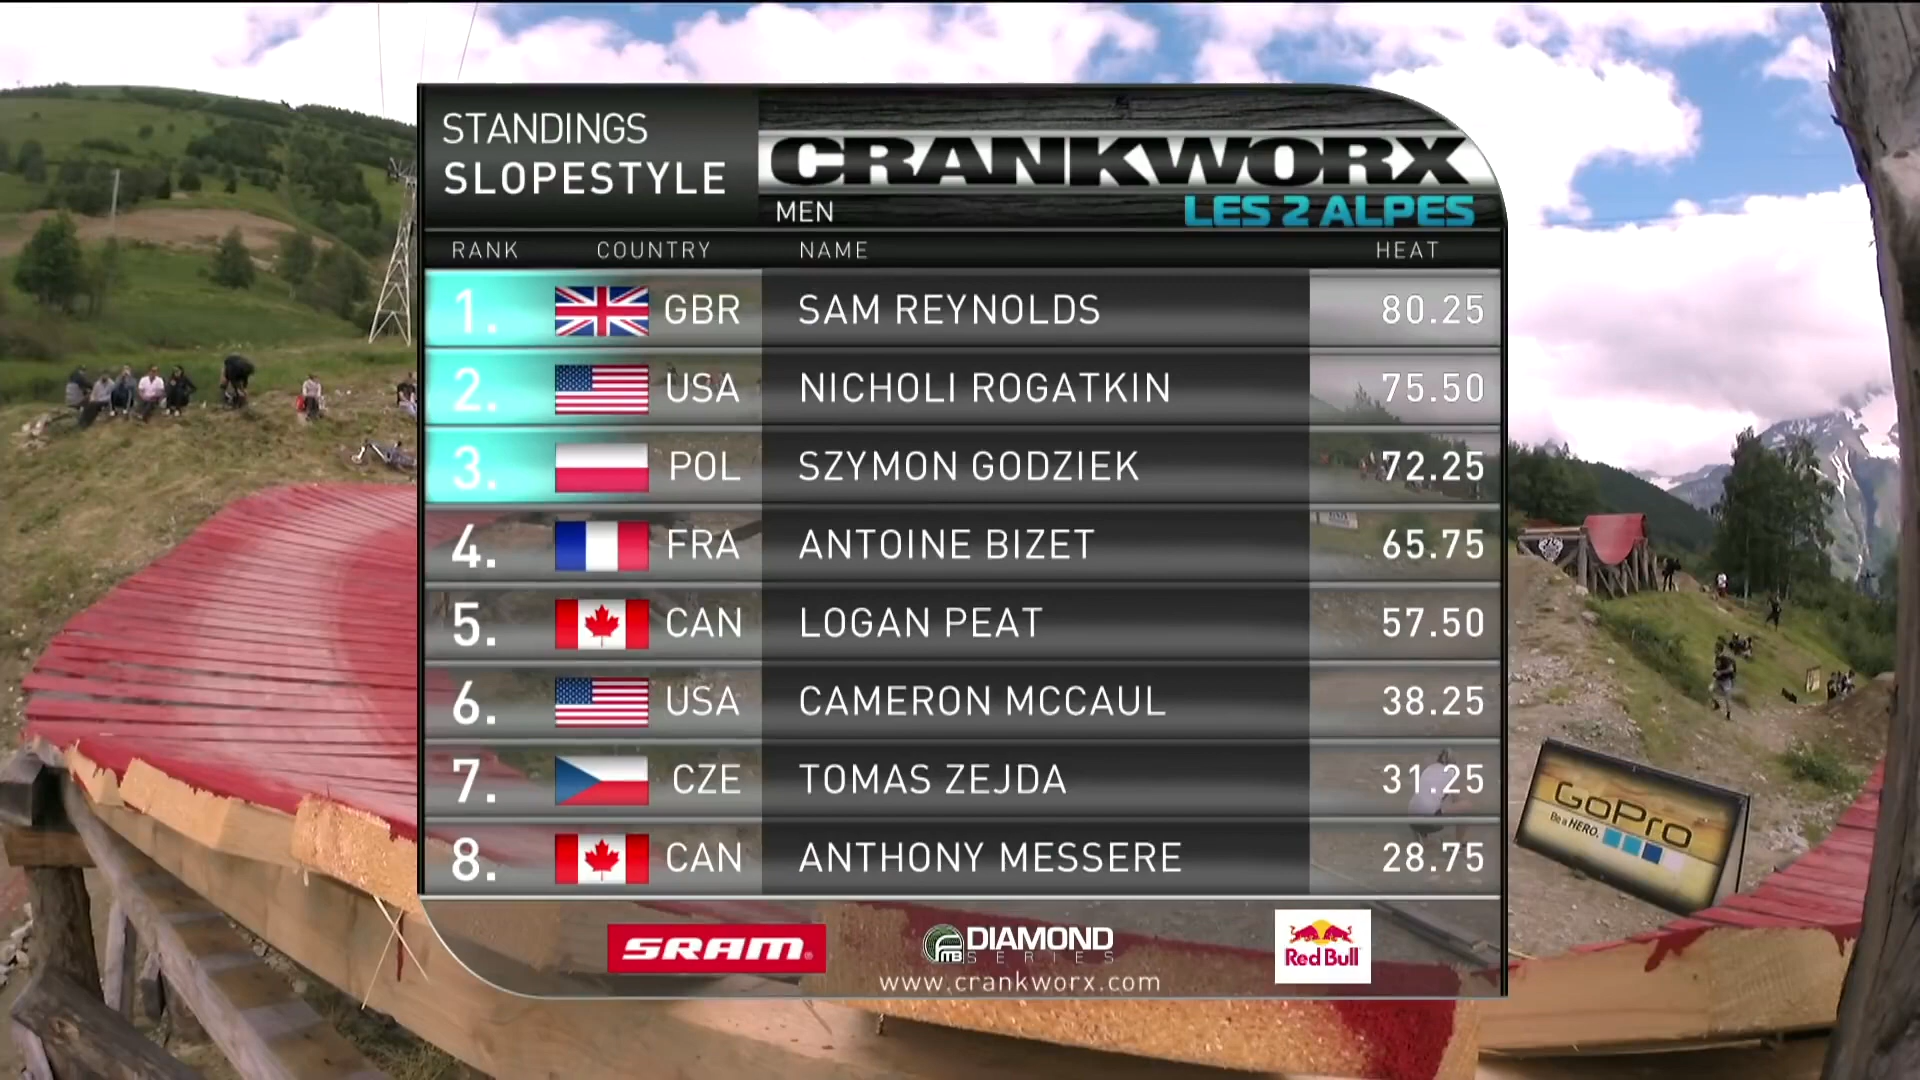 STANDINGS
SLOPESTYLE
CRANKWORX
MEN
LES 2 ALPES
RANK COUNTRY NAME HEAT
1. GBR SAM REYNOLDS 80.25
2. USA NICHOLI ROGATKIN 75.50
3. POL SZYMON GODZIEK 72.25
4. FRA ANTOINE BIZET 65.75
5. CAN LOGAN PEAT 57.50
6. USA CAMERON MCCAUL 38.25
7. CZE TOMAS ZEJDA 31.25
8. CAN ANTHONY MESSERE 28.75
GoPro
Be a HERO.
SRAM
FMB DIAMOND
SERIES
Red Bull
www.crankworx.com